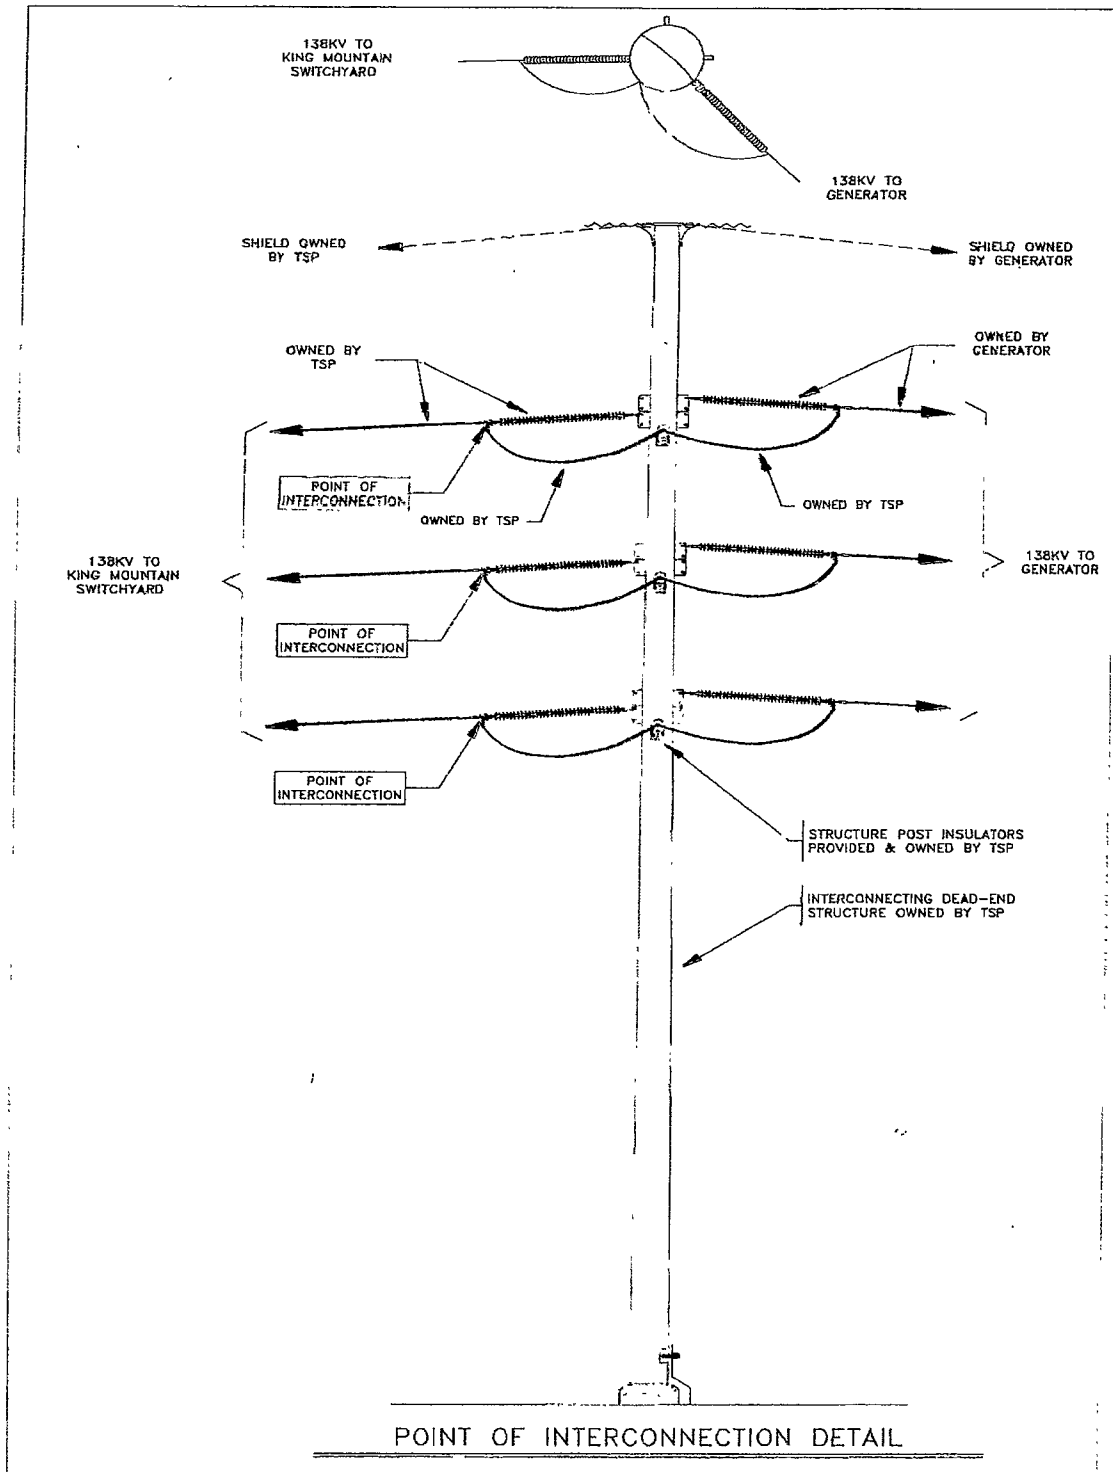 138KV TO
KING MOUNTAIN
SWITCHYARD
138KV TO
GENERATOR
SHIELD OWNED
BY TSP
SHIELD OWNED
BY GENERATOR
OWNED BY
TSP
OWNED BY
GENERATOR
POINT OF
INTERCONNECTION
OWNED BY TSP
OWNED BY TSP
138KV TO
KING MOUNTAIN
SWITCHYARD
138KV TO
GENERATOR
POINT OF
INTERCONNECTION
POINT OF
INTERCONNECTION
STRUCTURE POST INSULATORS
PROVIDED & OWNED BY TSP
INTERCONNECTING DEAD-END
STRUCTURE OWNED BY TSP
POINT OF INTERCONNECTION DETAIL